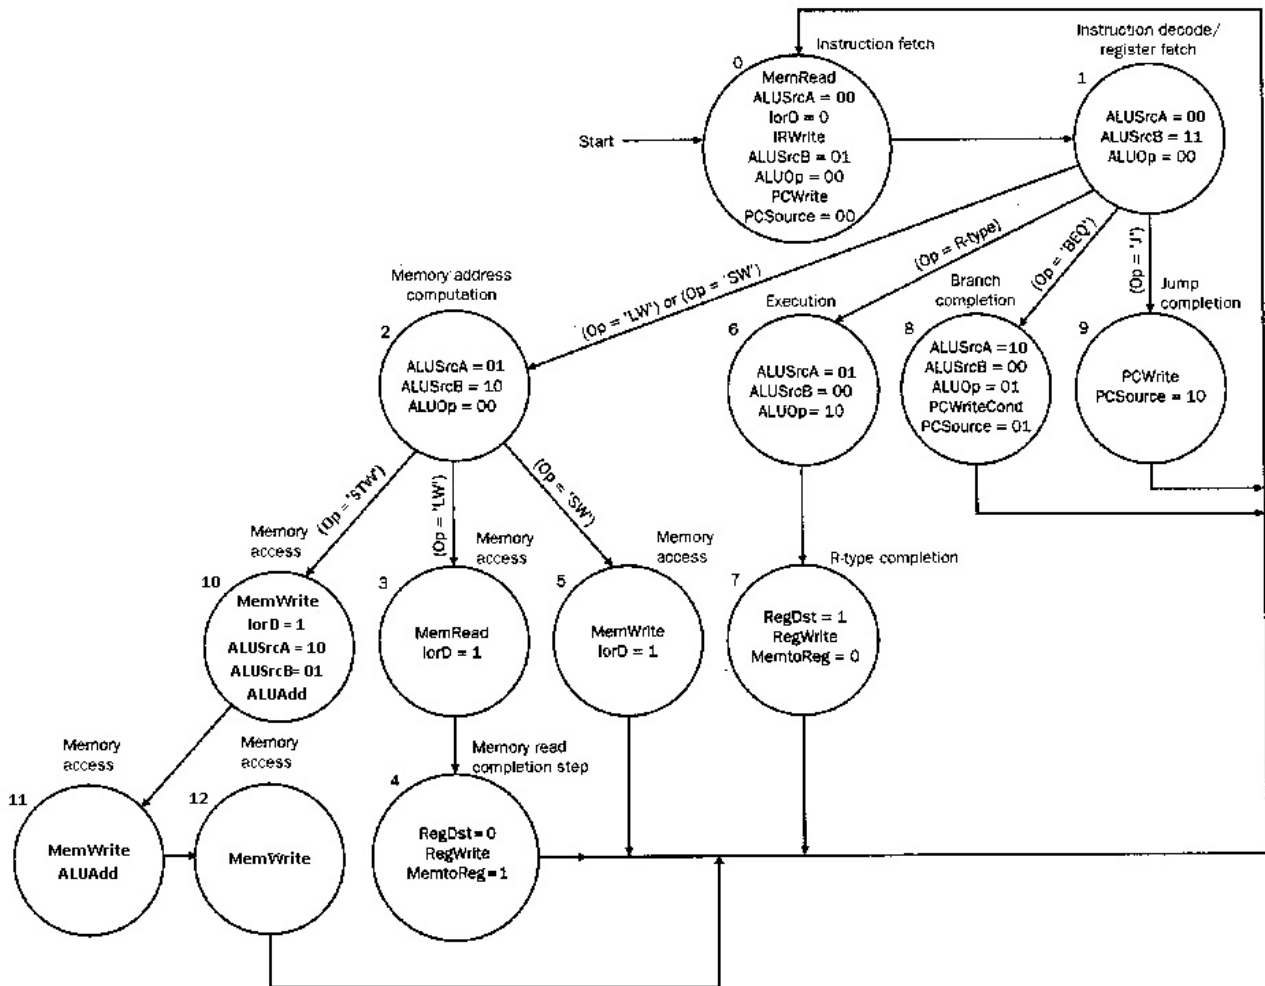 Instruction fetch
0
MemRead
ALUSrcA = 00
IorD = 0
IRWrite
ALUSrcB = 01
ALUOp = 00
PCWrite
PCSource = 00
Start
Instruction decode/
register fetch
1
ALUSrcA = 00
ALUSrcB = 11
ALUOp = 00
(Op = 'LW') or (Op = 'SW')
(Op = R-type)
(Op = 'BEQ')
(Op = 'J')
Memory address
computation
2
ALUSrcA = 01
ALUSrcB = 10
ALUOp = 00
Execution
6
ALUSrcA = 01
ALUSrcB = 00
ALUOp = 10
Branch
completion
8
ALUSrcA = 10
ALUSrcB = 00
ALUOp = 01
PCWriteCond
PCSource = 01
Jump
completion
9
PCWrite
PCSource = 10
(Op = 'STW')
(Op = 'LW')
(Op = 'SW')
Memory
access
10
MemWrite
IorD = 1
ALUSrcA = 10
ALUSrcB= 01
ALUAdd
Memory
access
3
MemRead
IorD = 1
Memory
access
5
MemWrite
IorD = 1
R-type completion
7
RegDst = 1
RegWrite
MemtoReg = 0
Memory
access
11
MemWrite
ALUAdd
Memory
access
12
MemWrite
Memory read
completion step
4
RegDst = 0
RegWrite
MemtoReg = 1